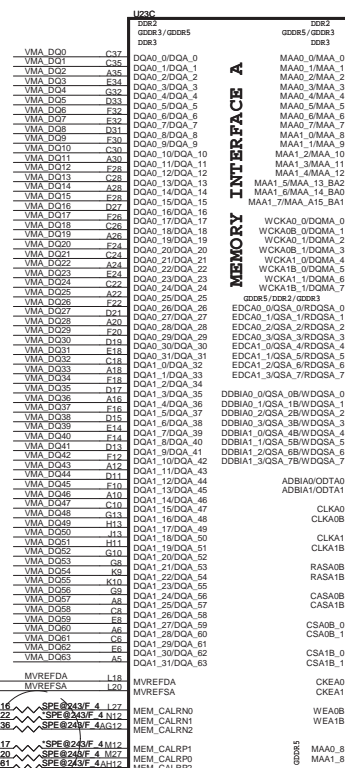 U23C
DDR2
GDDR3/GDDR5
DDR3
DDR2
GDDR5/GDDR3
DDR3
VMA_DQ0 C37
VMA_DQ1 C35
VMA_DQ2 A35
VMA_DQ3 E34
VMA_DQ4 G32
VMA_DQ5 D33
VMA_DQ6 F32
VMA_DQ7 E32
VMA_DQ8 D31
VMA_DQ9 F30
VMA_DQ10 C30
VMA_DQ11 A30
VMA_DQ12 F28
VMA_DQ13 C28
VMA_DQ14 A28
VMA_DQ15 E28
VMA_DQ16 D27
VMA_DQ17 F26
VMA_DQ18 C26
VMA_DQ19 A26
VMA_DQ20 F24
VMA_DQ21 C24
VMA_DQ22 A24
VMA_DQ23 E24
VMA_DQ24 C22
VMA_DQ25 A22
VMA_DQ26 F22
VMA_DQ27 D21
VMA_DQ28 A20
VMA_DQ29 F20
VMA_DQ30 D19
VMA_DQ31 E18
VMA_DQ32 C18
VMA_DQ33 A18
VMA_DQ34 F18
VMA_DQ35 D17
VMA_DQ36 A16
VMA_DQ37 F16
VMA_DQ38 D15
VMA_DQ39 E14
VMA_DQ40 F14
VMA_DQ41 D13
VMA_DQ42 F12
VMA_DQ43 A12
VMA_DQ44 D11
VMA_DQ45 F10
VMA_DQ46 A10
VMA_DQ47 C10
VMA_DQ48 G13
VMA_DQ49 H13
VMA_DQ50 J13
VMA_DQ51 H11
VMA_DQ52 G10
VMA_DQ53 G8
VMA_DQ54 K9
VMA_DQ55 K10
VMA_DQ56 G9
VMA_DQ57 A8
VMA_DQ58 C8
VMA_DQ59 E8
VMA_DQ60 A6
VMA_DQ61 C6
VMA_DQ62 E6
VMA_DQ63 A5
MVREFDA L18
MVREFSA L20
16 *SPE@243/F_4 L27
22 *SPE@243/F_4 N12
36 SPE@243/F_4 AG12
17 *SPE@243/F_4 M12
20 SPE@243/F_4 M27
81 SPE@243/F_4 AH12
DQA0_0/DQA_0
DQA0_1/DQA_1
DQA0_2/DQA_2
DQA0_3/DQA_3
DQA0_4/DQA_4
DQA0_5/DQA_5
DQA0_6/DQA_6
DQA0_7/DQA_7
DQA0_8/DQA_8
DQA0_9/DQA_9
DQA0_10/DQA_10
DQA0_11/DQA_11
DQA0_12/DQA_12
DQA0_13/DQA_13
DQA0_14/DQA_14
DQA0_15/DQA_15
DQA0_16/DQA_16
DQA0_17/DQA_17
DQA0_18/DQA_18
DQA0_19/DQA_19
DQA0_20/DQA_20
DQA0_21/DQA_21
DQA0_22/DQA_22
DQA0_23/DQA_23
DQA0_24/DQA_24
DQA0_25/DQA_25
DQA0_26/DQA_26
DQA0_27/DQA_27
DQA0_28/DQA_28
DQA0_29/DQA_29
DQA0_30/DQA_30
DQA0_31/DQA_31
DQA1_0/DQA_32
DQA1_1/DQA_33
DQA1_2/DQA_34
DQA1_3/DQA_35
DQA1_4/DQA_36
DQA1_5/DQA_37
DQA1_6/DQA_38
DQA1_7/DQA_39
DQA1_8/DQA_40
DQA1_9/DQA_41
DQA1_10/DQA_42
DQA1_11/DQA_43
DQA1_12/DQA_44
DQA1_13/DQA_45
DQA1_14/DQA_46
DQA1_15/DQA_47
DQA1_16/DQA_48
DQA1_17/DQA_49
DQA1_18/DQA_50
DQA1_19/DQA_51
DQA1_20/DQA_52
DQA1_21/DQA_53
DQA1_22/DQA_54
DQA1_23/DQA_55
DQA1_24/DQA_56
DQA1_25/DQA_57
DQA1_26/DQA_58
DQA1_27/DQA_59
DQA1_28/DQA_60
DQA1_29/DQA_61
DQA1_30/DQA_62
DQA1_31/DQA_63
MVREFDA
MVREFSA
MEM_CALRN0
MEM_CALRN1
MEM_CALRN2
MEM_CALRP1
MEM_CALRP0
MEM_CALRP2
MEMORY INTERFACE A
MAA0_0/MAA_0
MAA0_1/MAA_1
MAA0_2/MAA_2
MAA0_3/MAA_3
MAA0_4/MAA_4
MAA0_5/MAA_5
MAA0_6/MAA_6
MAA0_7/MAA_7
MAA1_0/MAA_8
MAA1_1/MAA_9
MAA1_2/MAA_10
MAA1_3/MAA_11
MAA1_4/MAA_12
MAA1_5/MAA_13_BA2
MAA1_6/MAA_14_BA0
MAA1_7/MAA_A15_BA1
WCKA0_0/DQMA_0
WCKA0B_0/DQMA_1
WCKA0_1/DQMA_2
WCKA0B_1/DQMA_3
WCKA1_0/DQMA_4
WCKA1B_0/DQMA_5
WCKA1_1/DQMA_6
WCKA1B_1/DQMA_7
GDDR5/DDR2/GDDR3
EDCA0_0/QSA_0/RDQSA_0
EDCA0_1/QSA_1/RDQSA_1
EDCA0_2/QSA_2/RDQSA_2
EDCA0_3/QSA_3/RDQSA_3
EDCA1_0/QSA_4/RDQSA_4
EDCA1_1/QSA_5/RDQSA_5
EDCA1_2/QSA_6/RDQSA_6
EDCA1_3/QSA_7/RDQSA_7
DDBIA0_0/QSA_0B/WDQSA_0
DDBIA0_1/QSA_1B/WDQSA_1
DDBIA0_2/QSA_2B/WDQSA_2
DDBIA0_3/QSA_3B/WDQSA_3
DDBIA1_0/QSA_4B/WDQSA_4
DDBIA1_1/QSA_5B/WDQSA_5
DDBIA1_2/QSA_6B/WDQSA_6
DDBIA1_3/QSA_7B/WDQSA_7
ADBIA0/ODTA0
ADBIA1/ODTA1
CLKA0
CLKA0B
CLKA1
CLKA1B
RASA0B
RASA1B
CASA0B
CASA1B
CSA0B_0
CSA0B_1
CSA1B_0
CSA1B_1
CKEA0
CKEA1
WEA0B
WEA1B
GDDR5
MAA0_8
MAA1_8